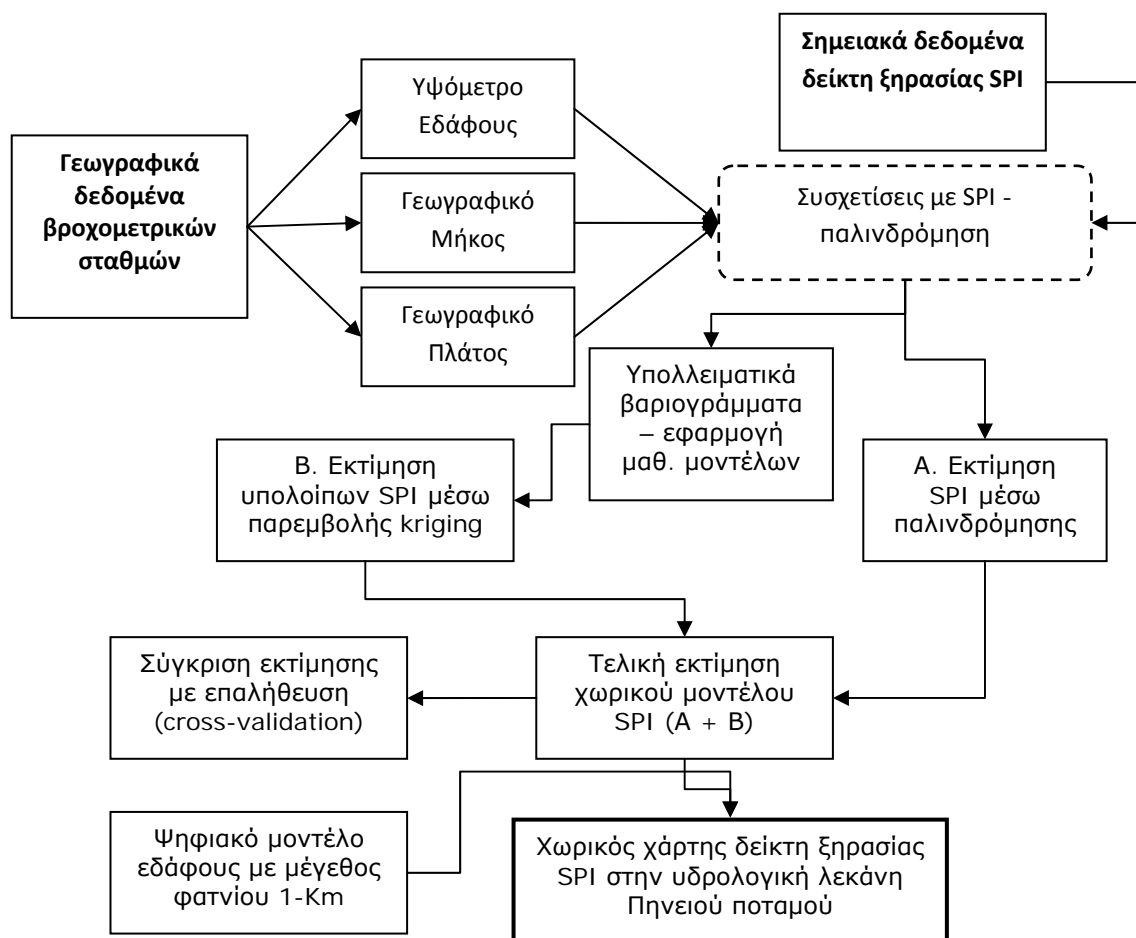 Σημειακά δεδομένα
δείκτη ξηρασίας SPI
Υψόμετρο
Εδάφους
Γεωγραφικά
δεδομένα
βροχομετρικών
σταθμών
Γεωγραφικό
Μήκος
Συσχετίσεις με SPI -
παλινδρόμηση
Γεωγραφικό
Πλάτος
Υπολλειματικά
βαριογράμματα
– εφαρμογή
μαθ. μοντέλων
Β. Εκτίμηση
υπολοίπων SPI μέσω
παρεμβολής kriging
Α. Εκτίμηση
SPI μέσω
παλινδρόμησης
Σύγκριση εκτίμησης
με επαλήθευση
(cross-validation)
Τελική εκτίμηση
χωρικού μοντέλου
SPI (Α + Β)
Ψηφιακό μοντέλο
εδάφους με μέγεθος
φατνίου 1-Km
Χωρικός χάρτης δείκτη ξηρασίας
SPI στην υδρολογική λεκάνη
Πηνειού ποταμού